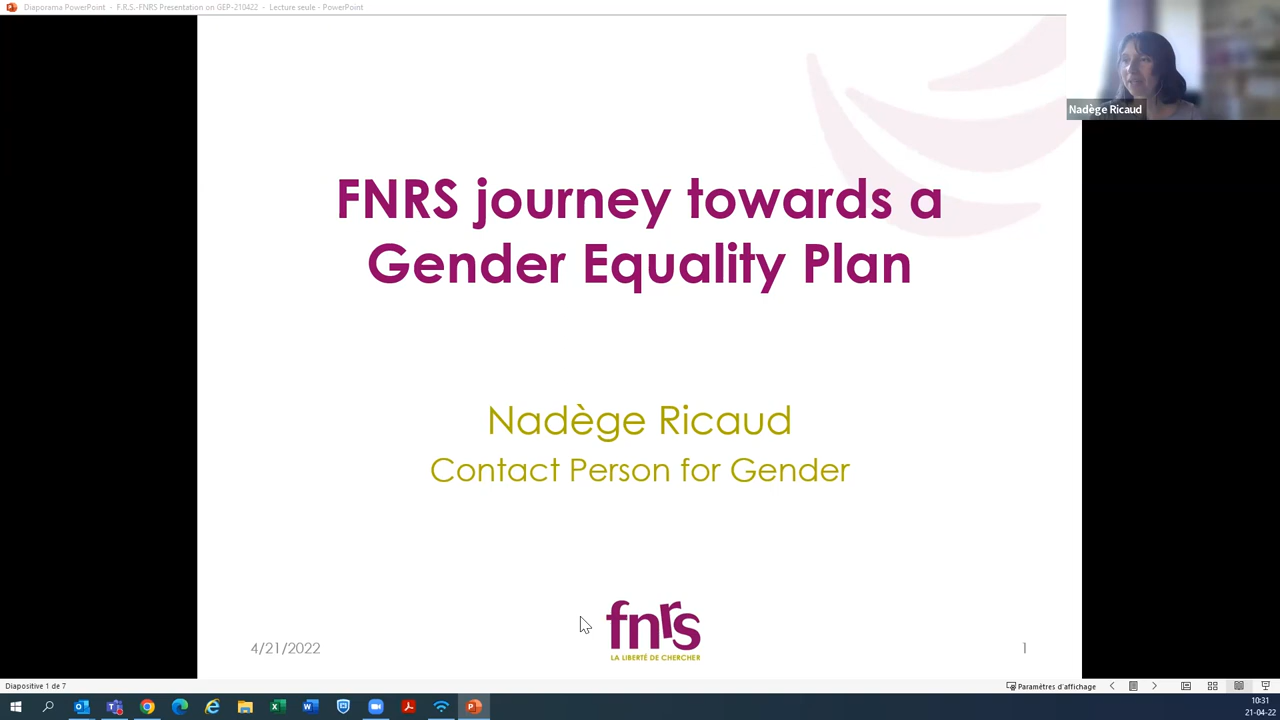 Diaporama PowerPoint - F.R.S.-FNRS Presentation on GEP-210422 - Lecture seule - PowerPoint
Nadège Ricaud
FNRS journey towards a
Gender Equality Plan
Nadège Ricaud
Contact Person for Gender
fnrs
LA LIBERTÉ DE CHERCHER
4/21/2022
1
Diapositive 1 de 7
Paramètres d'affichage
10:31
21-04-22